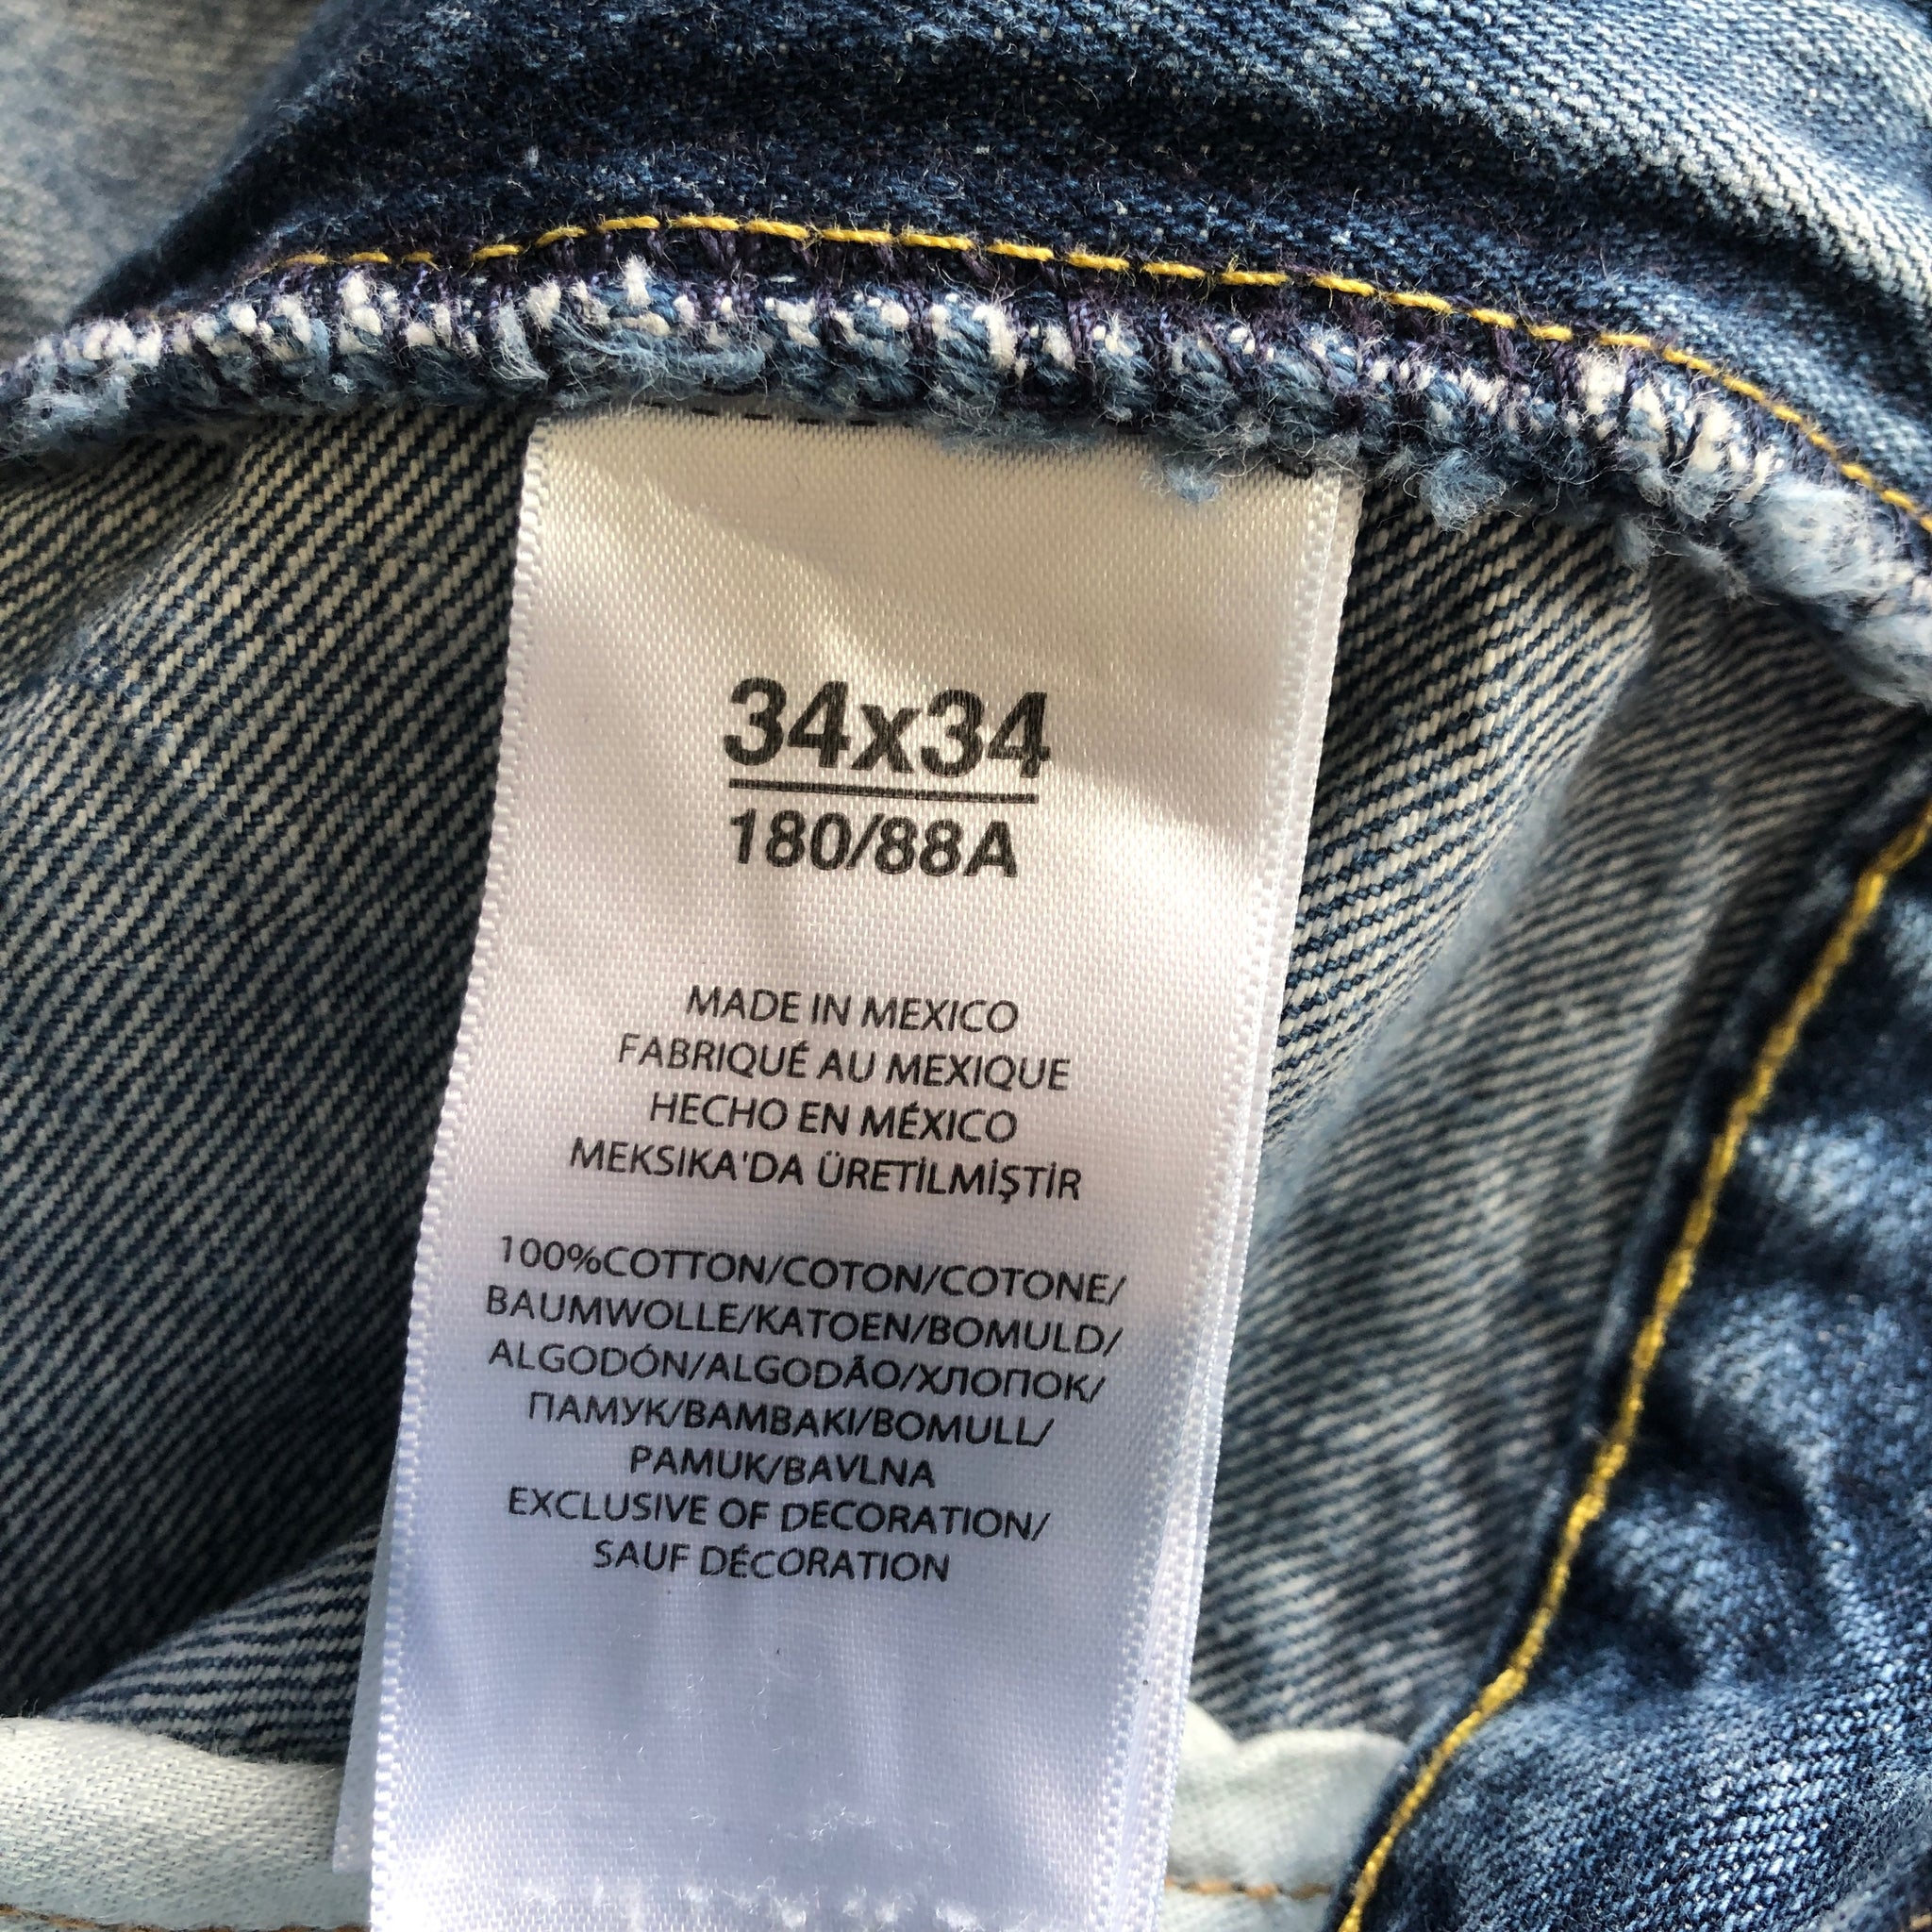 34x34
180/88A
MADE IN MEXICO
FABRIQUÉ AU MEXIQUE
HECHO EN MÉXICO
MEKSIKA'DA ÜRETİLMİŞTİR
100%COTTON/COTON/COTONE/
BAUMWOLLE/KATOEN/BOMULD/
ALGODÓN/ALGODÃO/ХЛОПОК/
ПАМУК/BAMBAKI/BOMULL/
PAMUK/BAVLNA
EXCLUSIVE OF DECORATION/
SAUF DÉCORATION